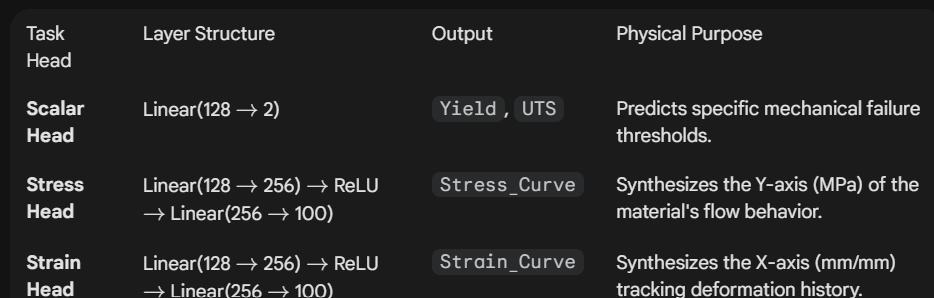 Task Head	Layer Structure	Output	Physical Purpose
Scalar Head	Linear(128 → 2)	Yield, UTS	Predicts specific mechanical failure thresholds.
Stress Head	Linear(128 → 256) → ReLU → Linear(256 → 100)	Stress_Curve	Synthesizes the Y-axis (MPa) of the material's flow behavior.
Strain Head	Linear(128 → 256) → ReLU → Linear(256 → 100)	Strain_Curve	Synthesizes the X-axis (mm/mm) tracking deformation history.